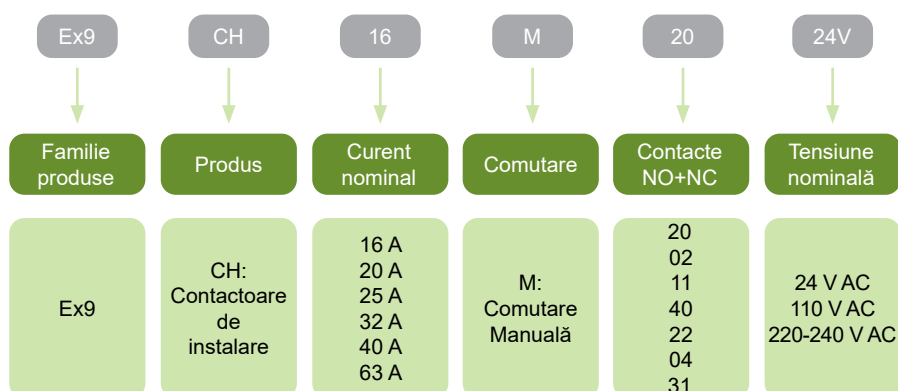 Ex9
CH
16
M
20
24V
Familie
produse
Produs
Curent
nominal
Comutare
Contacte
NO+NC
Tensiune
nominală
Ex9
CH:
Contactoare
de
instalare
16 A
20 A
25 A
32 A
40 A
63 A
M:
Comutare
Manuală
20
02
11
40
22
04
31
24 V AC
110 V AC
220-240 V AC